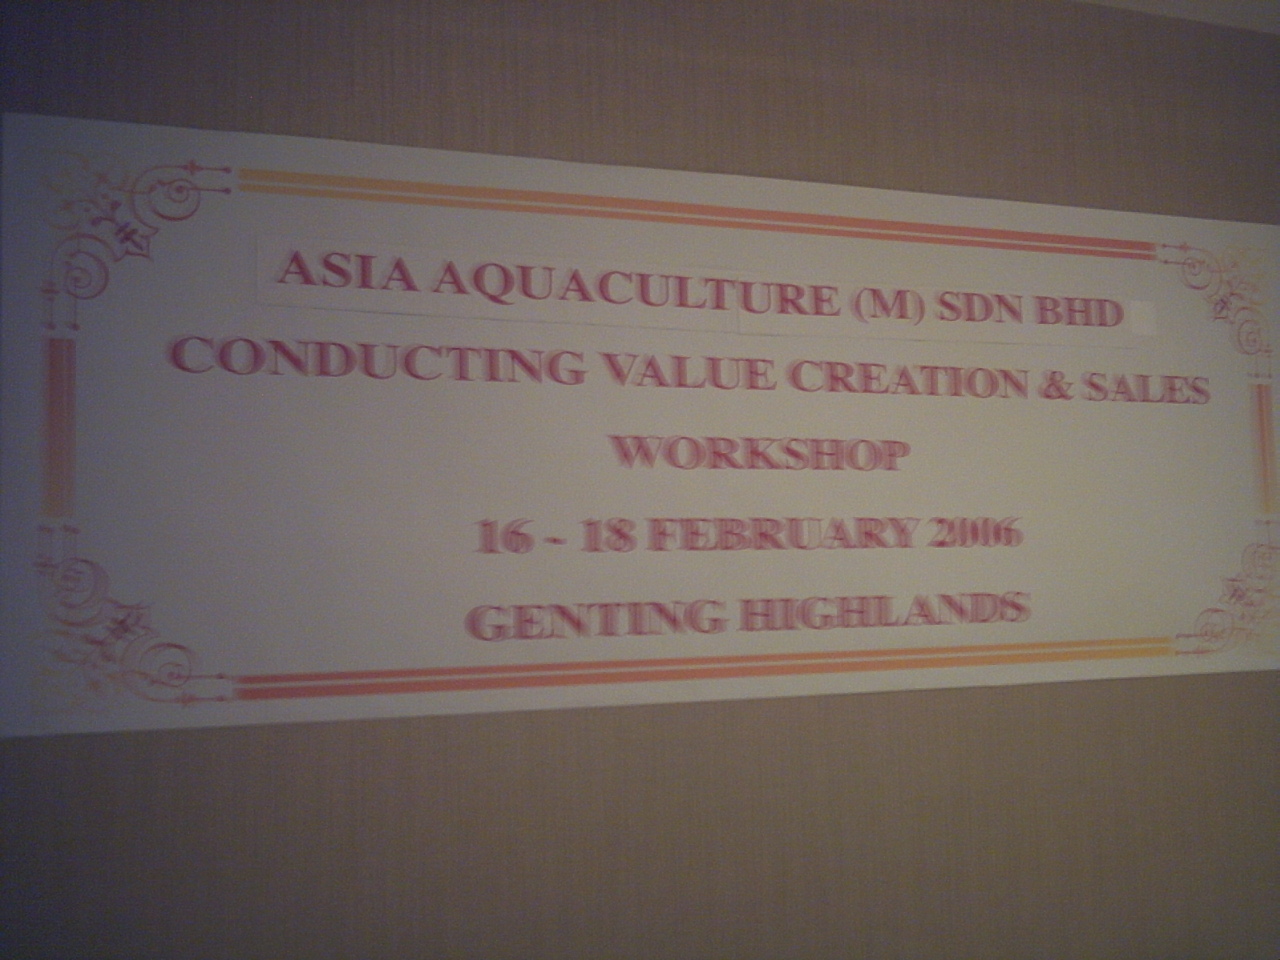 ASIA AQUACULTURE (M) SDN BHD
CONDUCTING VALUE CREATION & SALES
WORKSHOP
16 - 18 FEBRUARY 2006
GENTING HIGHLANDS